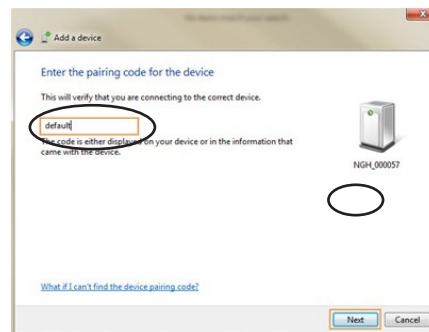 Add a device
Enter the pairing code for the device
This will verify that you are connecting to the correct device.
default
The code is either displayed on your device or in the information that
came with the device.
NGH_000057
What if I can't find the device pairing code?
Next Cancel